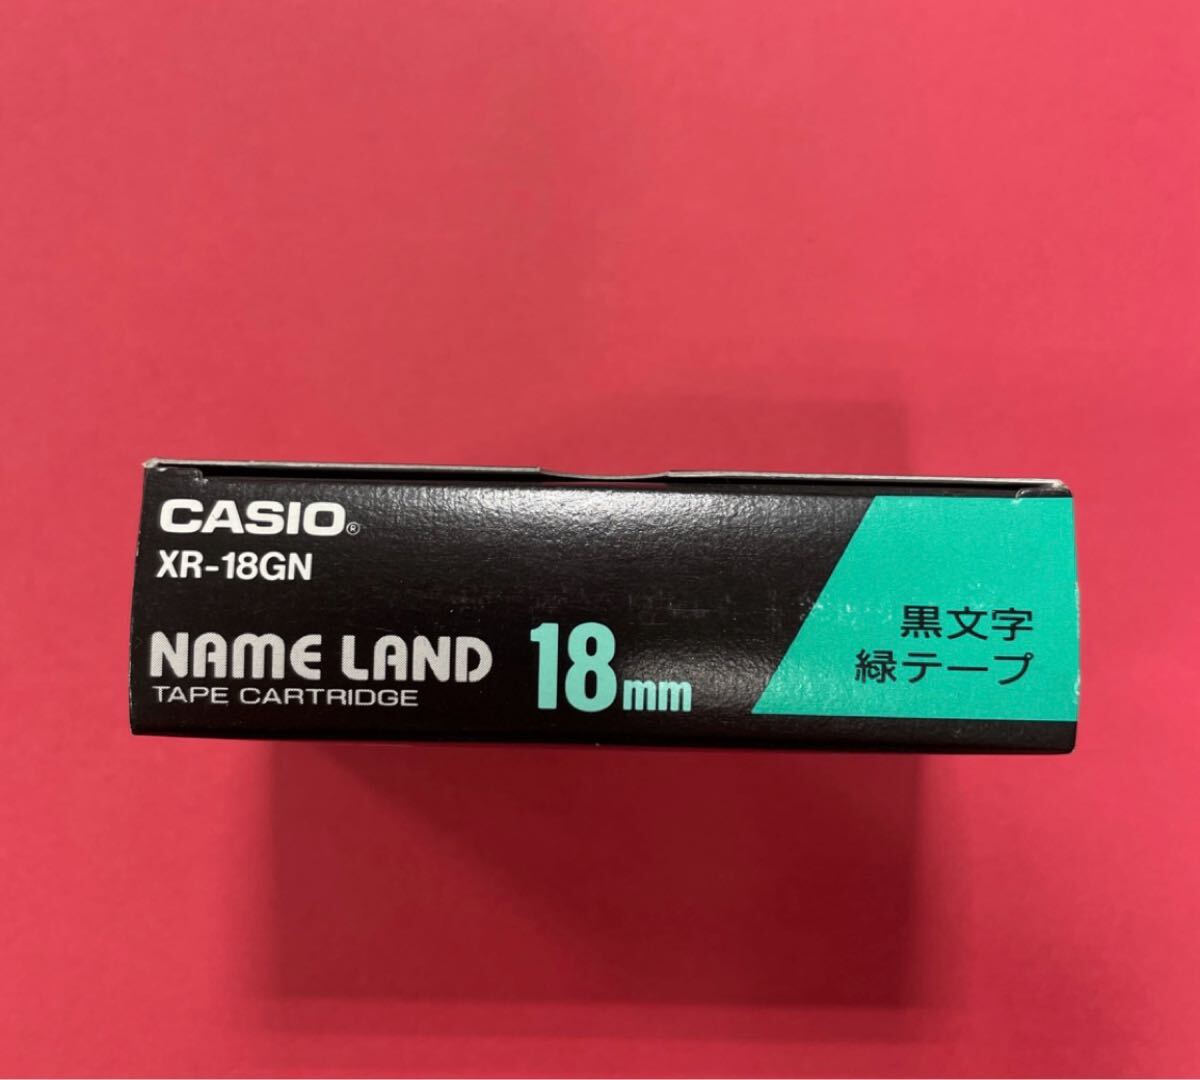 CASIO®
XR-18GN
NAME LAND
TAPE CARTRIDGE
18mm
黒文字
緑テープ